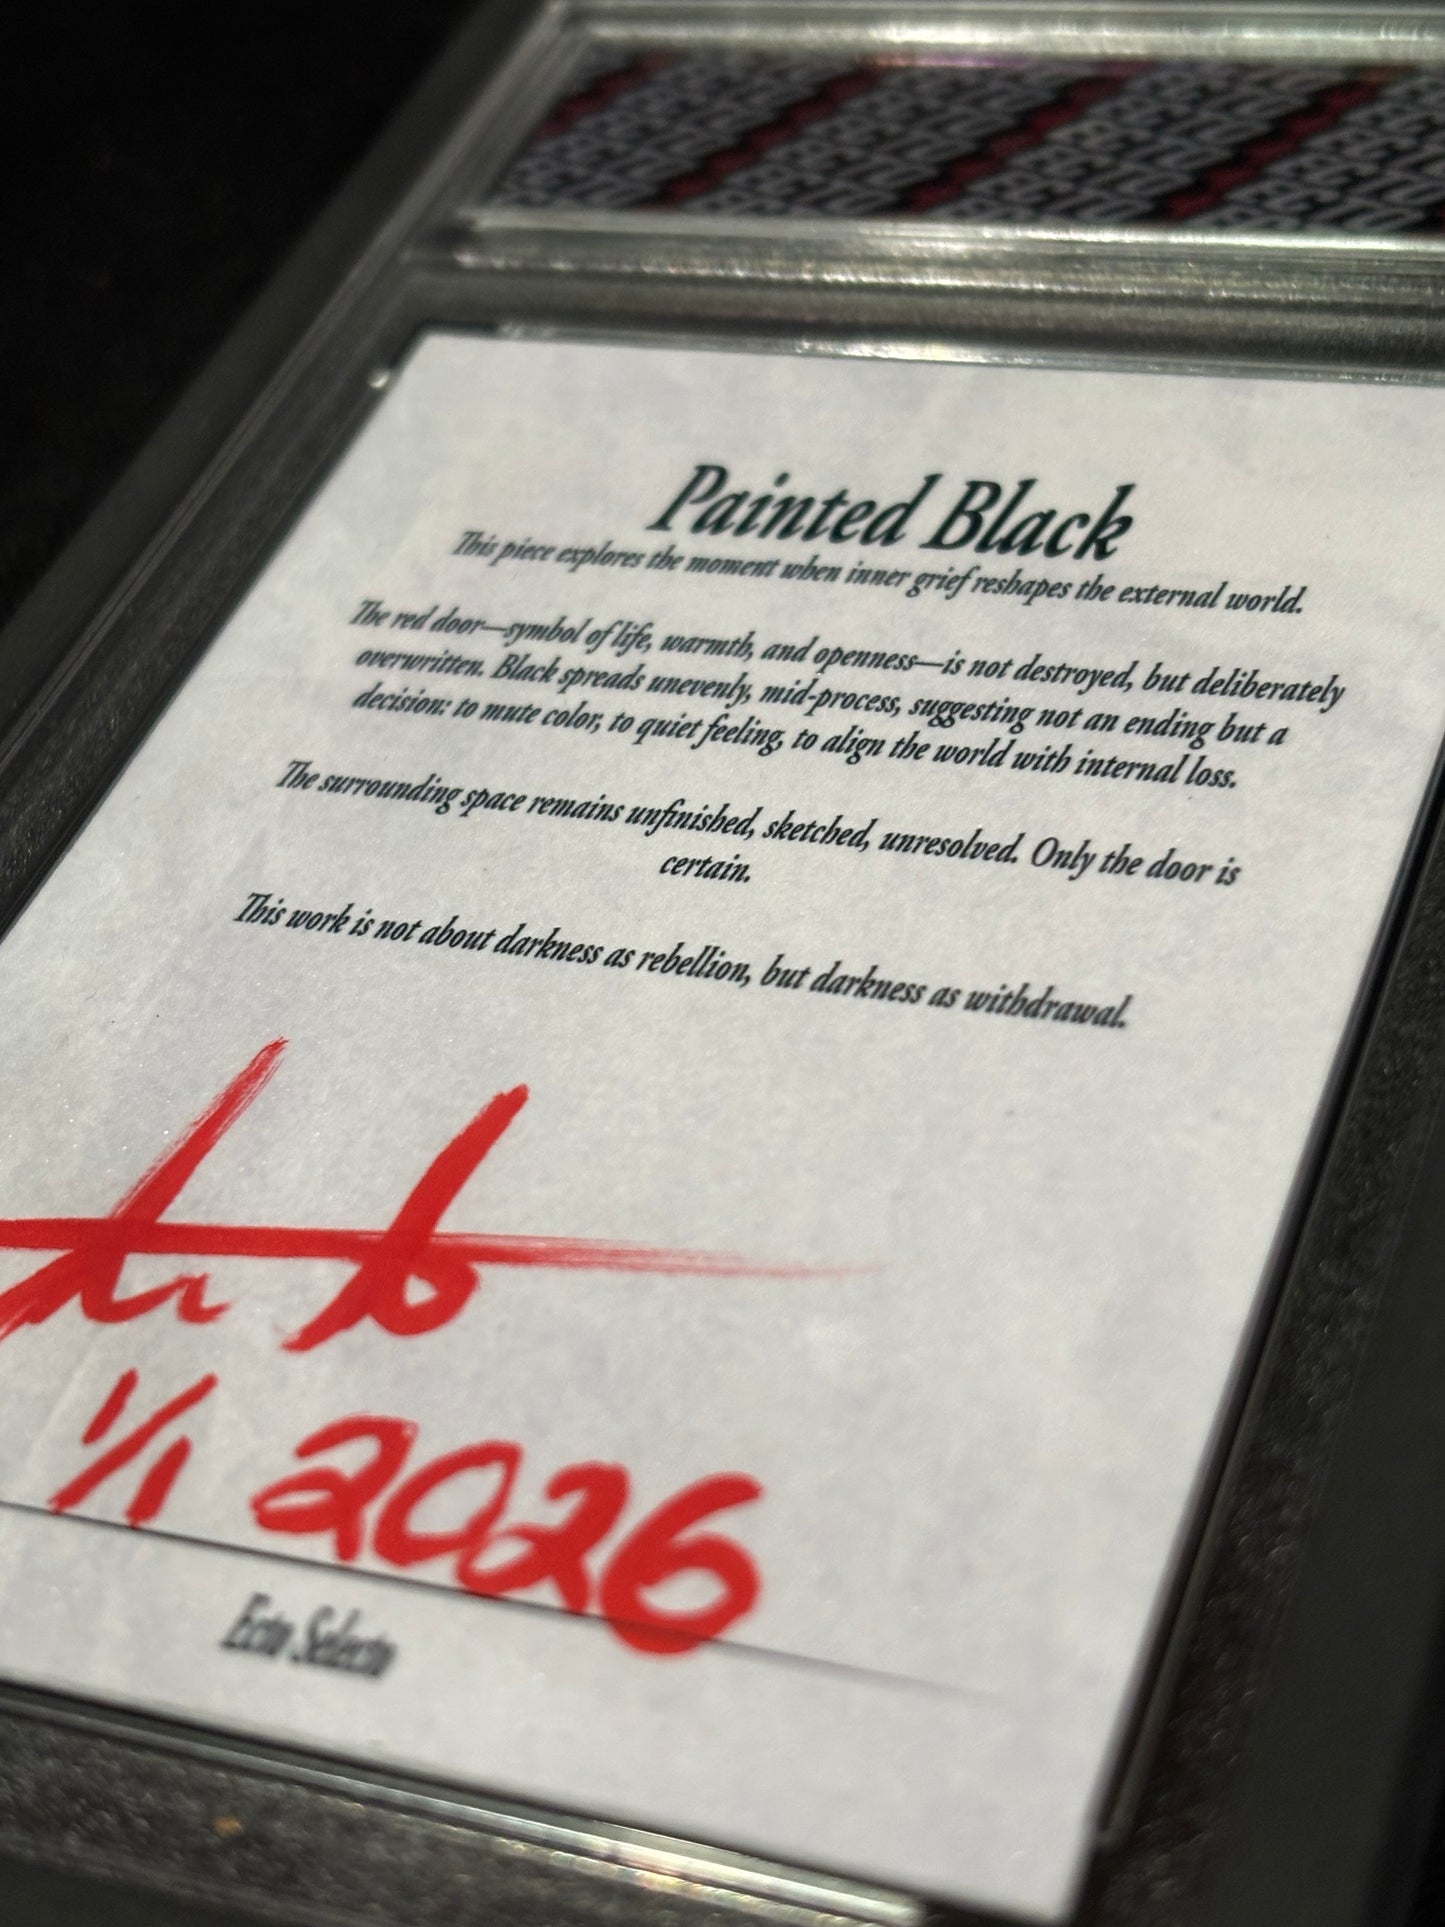 Painted Black
This piece explores the moment when inner grief reshapes the external world.
The red door—symbol of life, warmth, and openness—is not destroyed, but deliberately
overwritten. Black spreads unevenly, mid-process, suggesting not an ending but a
decision: to mute color, to quiet feeling, to align the world with internal loss.
The surrounding space remains unfinished, sketched, unresolved. Only the door is
certain.
This work is not about darkness as rebellion, but darkness as withdrawal.
1/1 2026
Ecto Selecto